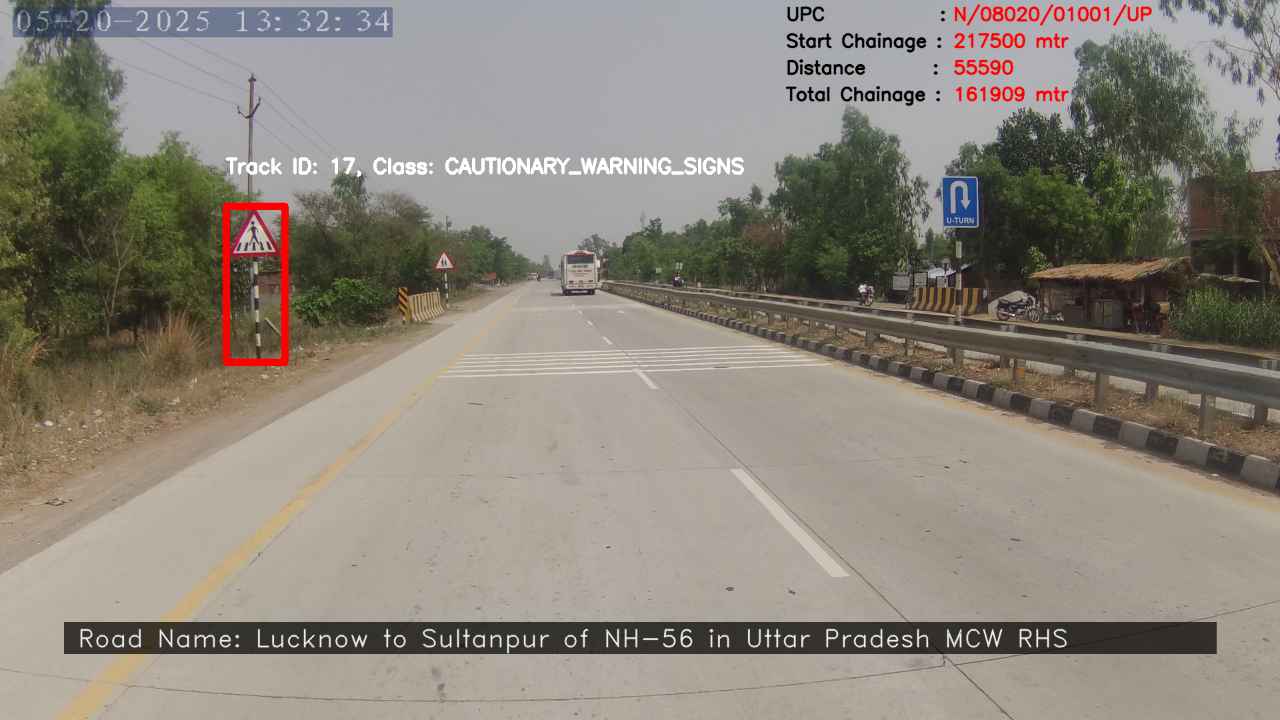 05-20-2025 13:32:34
UPC : N/08020/01001/UP
Start Chainage : 217500 mtr
Distance : 55590
Total Chainage : 161909 mtr
Track ID: 17, Class: CAUTIONARY_WARNING_SIGNS
U-TURN
Road Name: Lucknow to Sultanpur of NH-56 in Uttar Pradesh MCW RHS